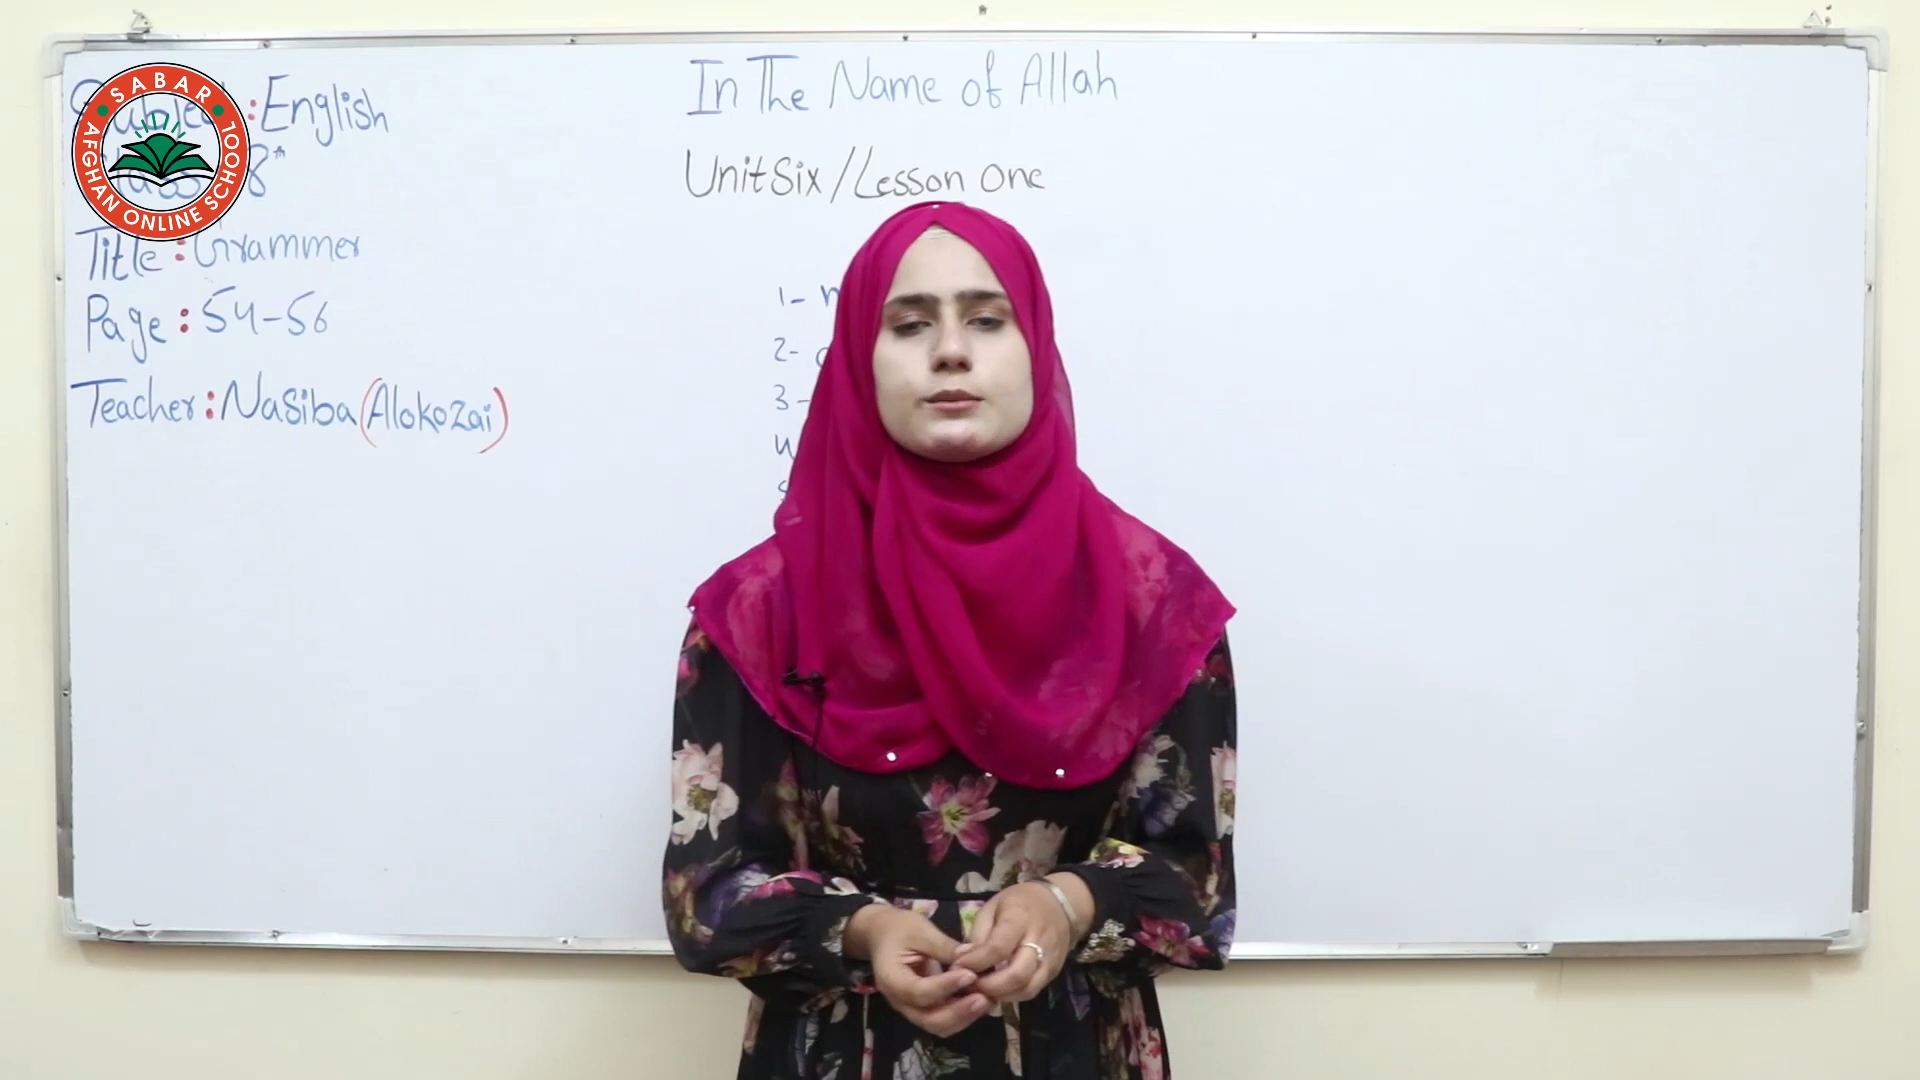 SABAR
AFGHAN ONLINE SCHOOL
: English
8th
Title : Grammer
Page : 54-56
Teacher : Nasiba (Alokozai)
In The Name of Allah
Unit Six / Lesson One
1-
2-
3-